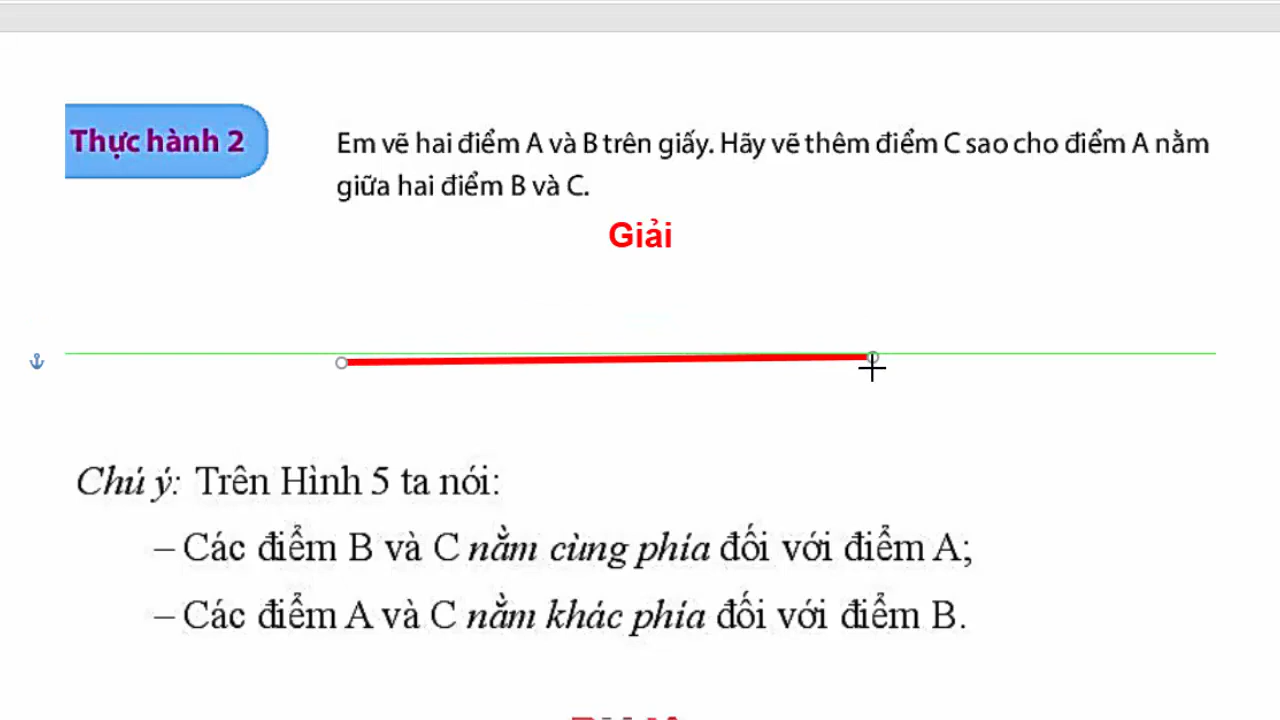 Thực hành 2
Em vẽ hai điểm A và B trên giấy. Hãy vẽ thêm điểm C sao cho điểm A nằm
giữa hai điểm B và C.
Giải
Chú ý: Trên Hình 5 ta nói:
– Các điểm B và C nằm cùng phía đối với điểm A;
– Các điểm A và C nằm khác phía đối với điểm B.